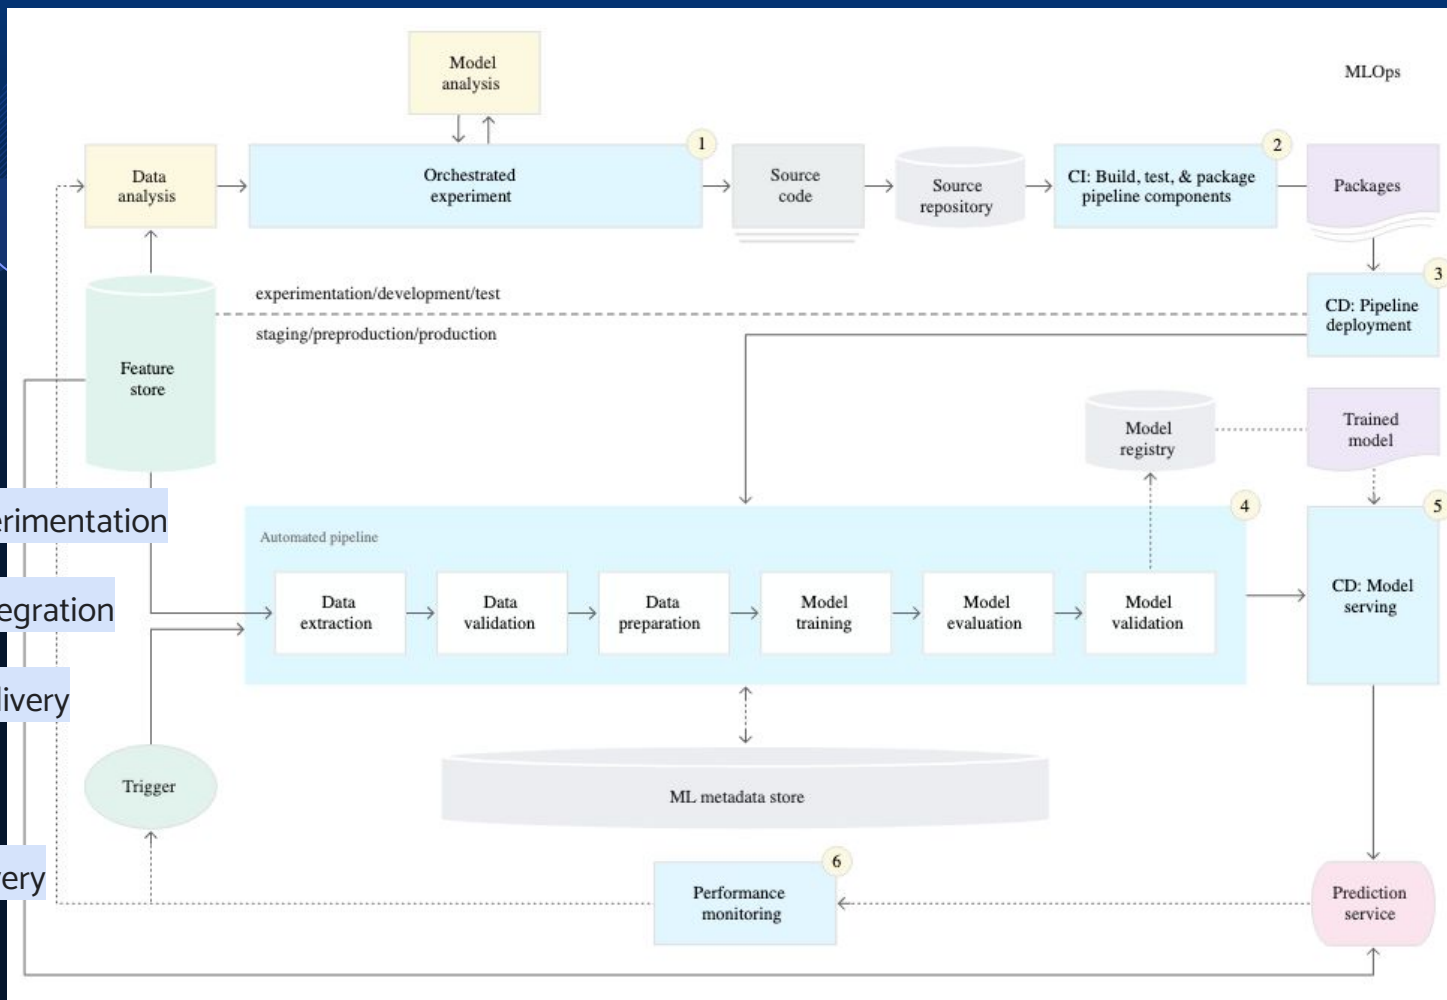 Model
analysis
MLOps
1
2
Data
analysis
Orchestrated
experiment
Source
code
Source
repository
CI: Build, test, & package
pipeline components
Packages
3
experimentation/development/test
staging/preproduction/production
CD: Pipeline
deployment
Feature
store
Model
registry
Trained
model
4
5
erimentation
Automated pipeline
Data
extraction
Data
validation
Data
preparation
Model
training
Model
evaluation
Model
validation
CD: Model
serving
egration
livery
Trigger
ML metadata store
6
very
Performance
monitoring
Prediction
service